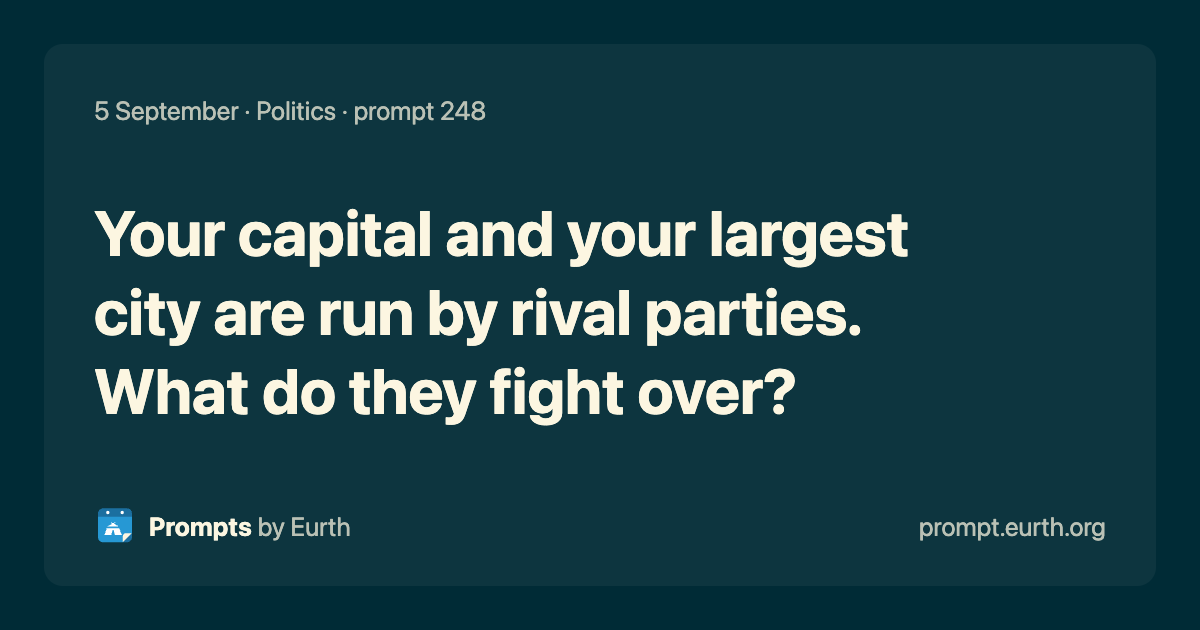 5 September · Politics · prompt 248
Your capital and your largest
city are run by rival parties.
What do they fight over?
Prompts by Eurth
prompt.eurth.org